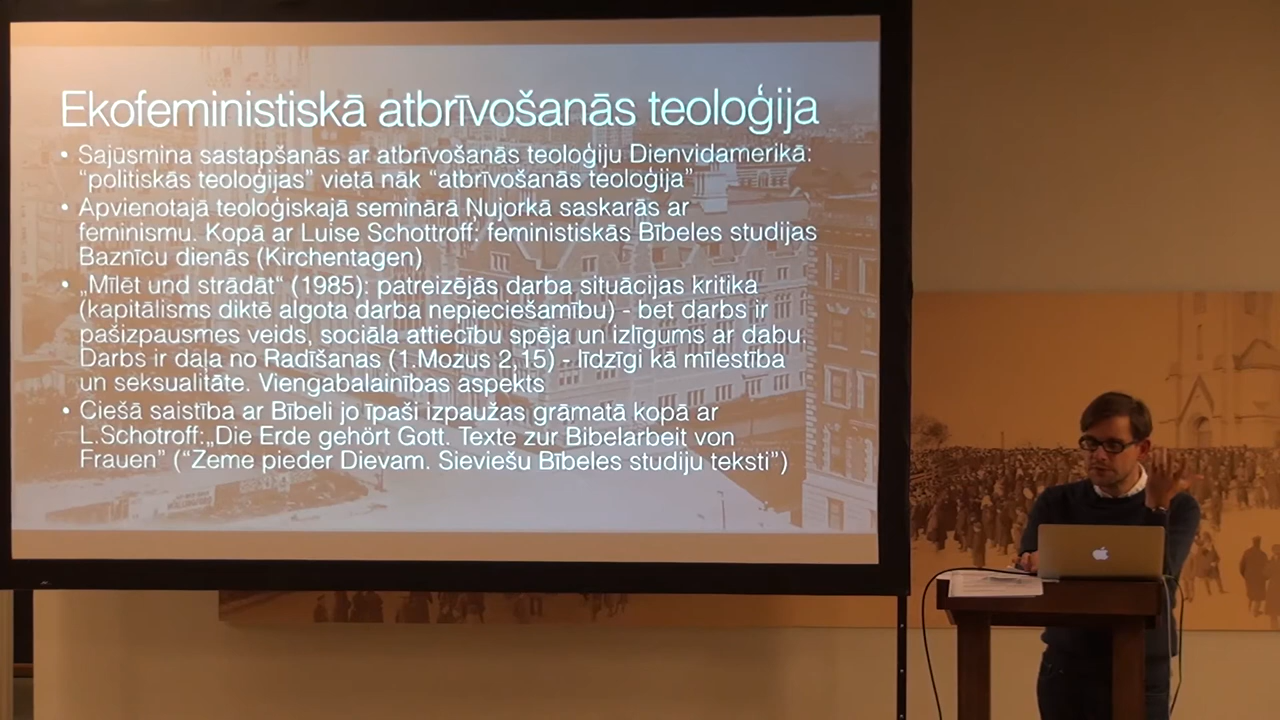 Ekofeministiskā atbrīvošanās teoloģija
• Sajūsmina sastapšanās ar atbrīvošanās teoloģiju Dienvidamerikā:
“politiskās teoloģijas” vietā nāk “atbrīvošanās teoloģija”
• Apvienotajā teoloģiskajā seminārā Ņujorkā saskarās ar
feminismu. Kopā ar Luise Schottroff: feministiskās Bībeles studijas
Baznīcu dienās (Kirchentagen)
• „Mīlēt und strādāt“ (1985): patreizējās darba situācijas kritika
(kapitālisms diktē algota darba nepieciešamību) - bet darbs ir
pašizpausmes veids, sociāla attiecību spēja un izlīgums ar dabu.
Darbs ir daļa no Radīšanas (1.Mozus 2,15) - līdzīgi kā mīlestība
un seksualitāte. Viengabalainības aspekts
• Ciešā saistība ar Bībeli jo īpaši izpaužas grāmatā kopā ar
L.Schotroff:„Die Erde gehört Gott. Texte zur Bibelarbeit von
Frauen” (“Zeme pieder Dievam. Sieviešu Bībeles studiju teksti”)